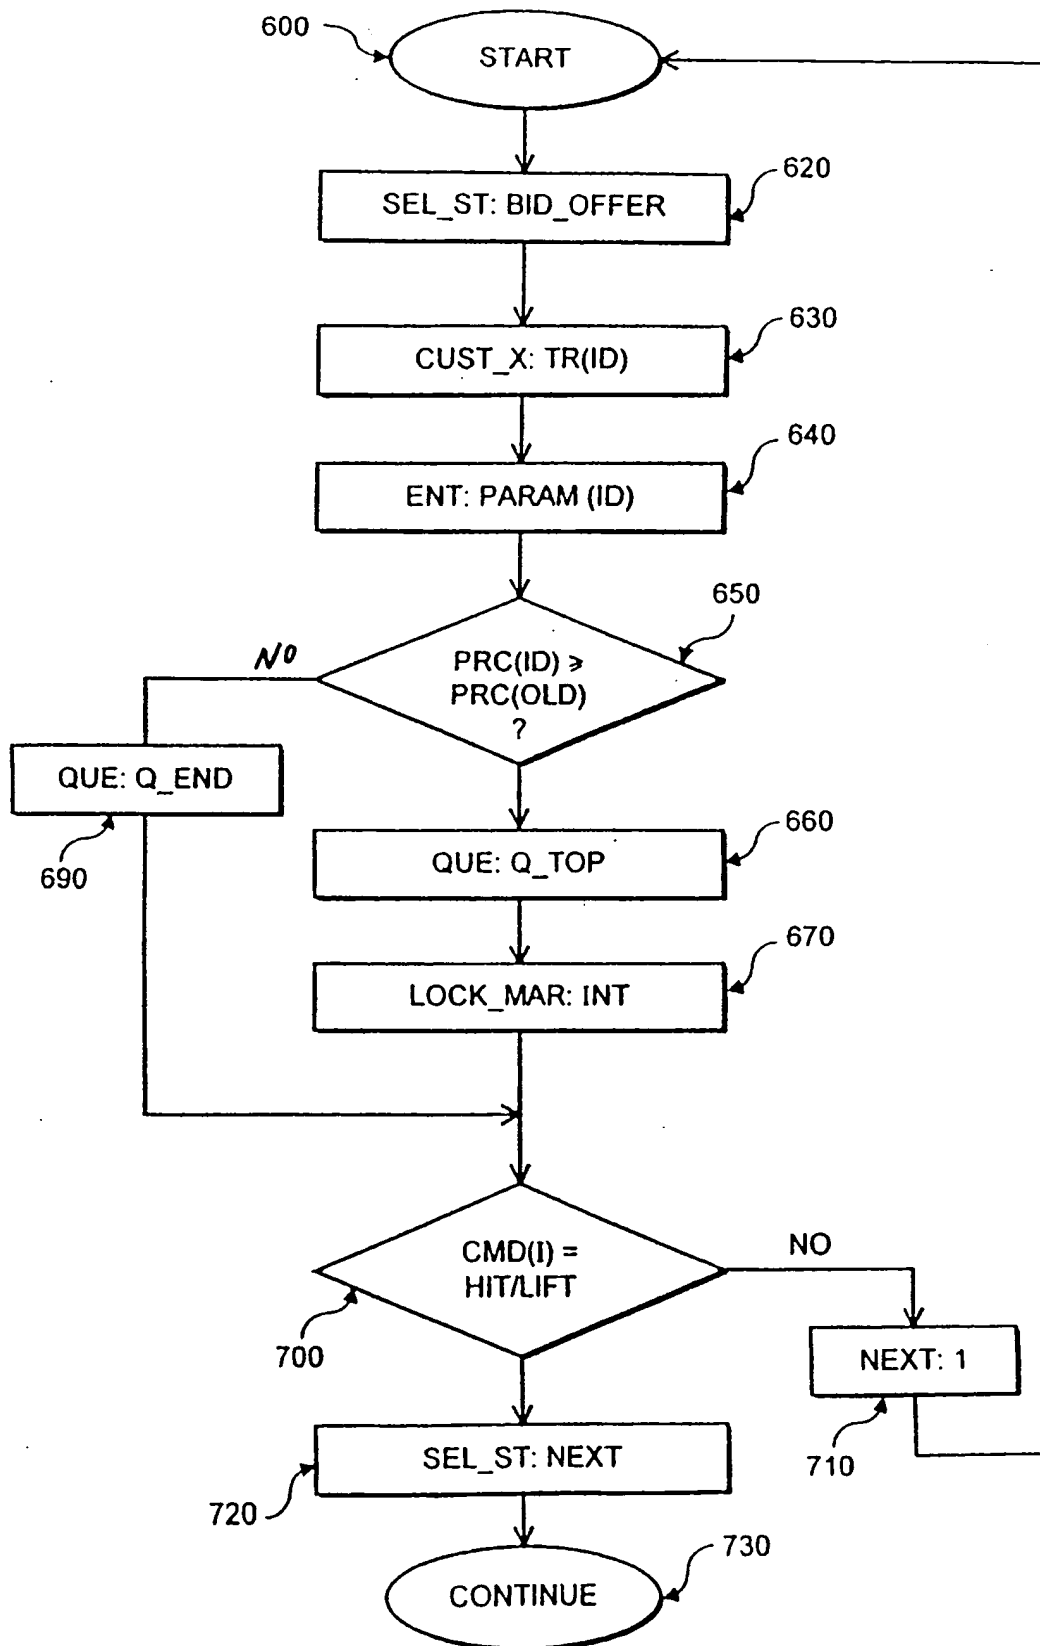 600
START
620
SEL_ST: BID_OFFER
630
CUST_X: TR(ID)
640
ENT: PARAM (ID)
650
NO
PRC(ID) ⩾
PRC(OLD)
?
QUE: Q_END
690
660
QUE: Q_TOP
670
LOCK_MAR: INT
CMD(I) =
HIT/LIFT
NO
700
NEXT: 1
710
SEL_ST: NEXT
720
730
CONTINUE